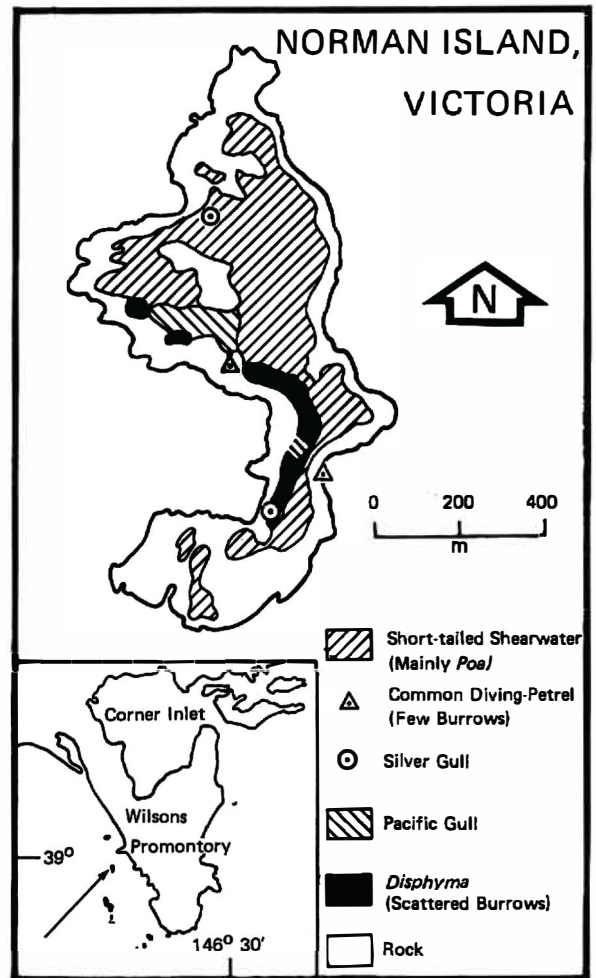 NORMAN ISLAND,
VICTORIA
N
0 200 400
m
Short-tailed Shearwater
(Mainly Poa)
Common Diving-Petrel
(Few Burrows)
Silver Gull
Pacific Gull
Disphyma
(Scattered Burrows)
Rock
Corner Inlet
Wilsons
Promontory
39°
146° 30'